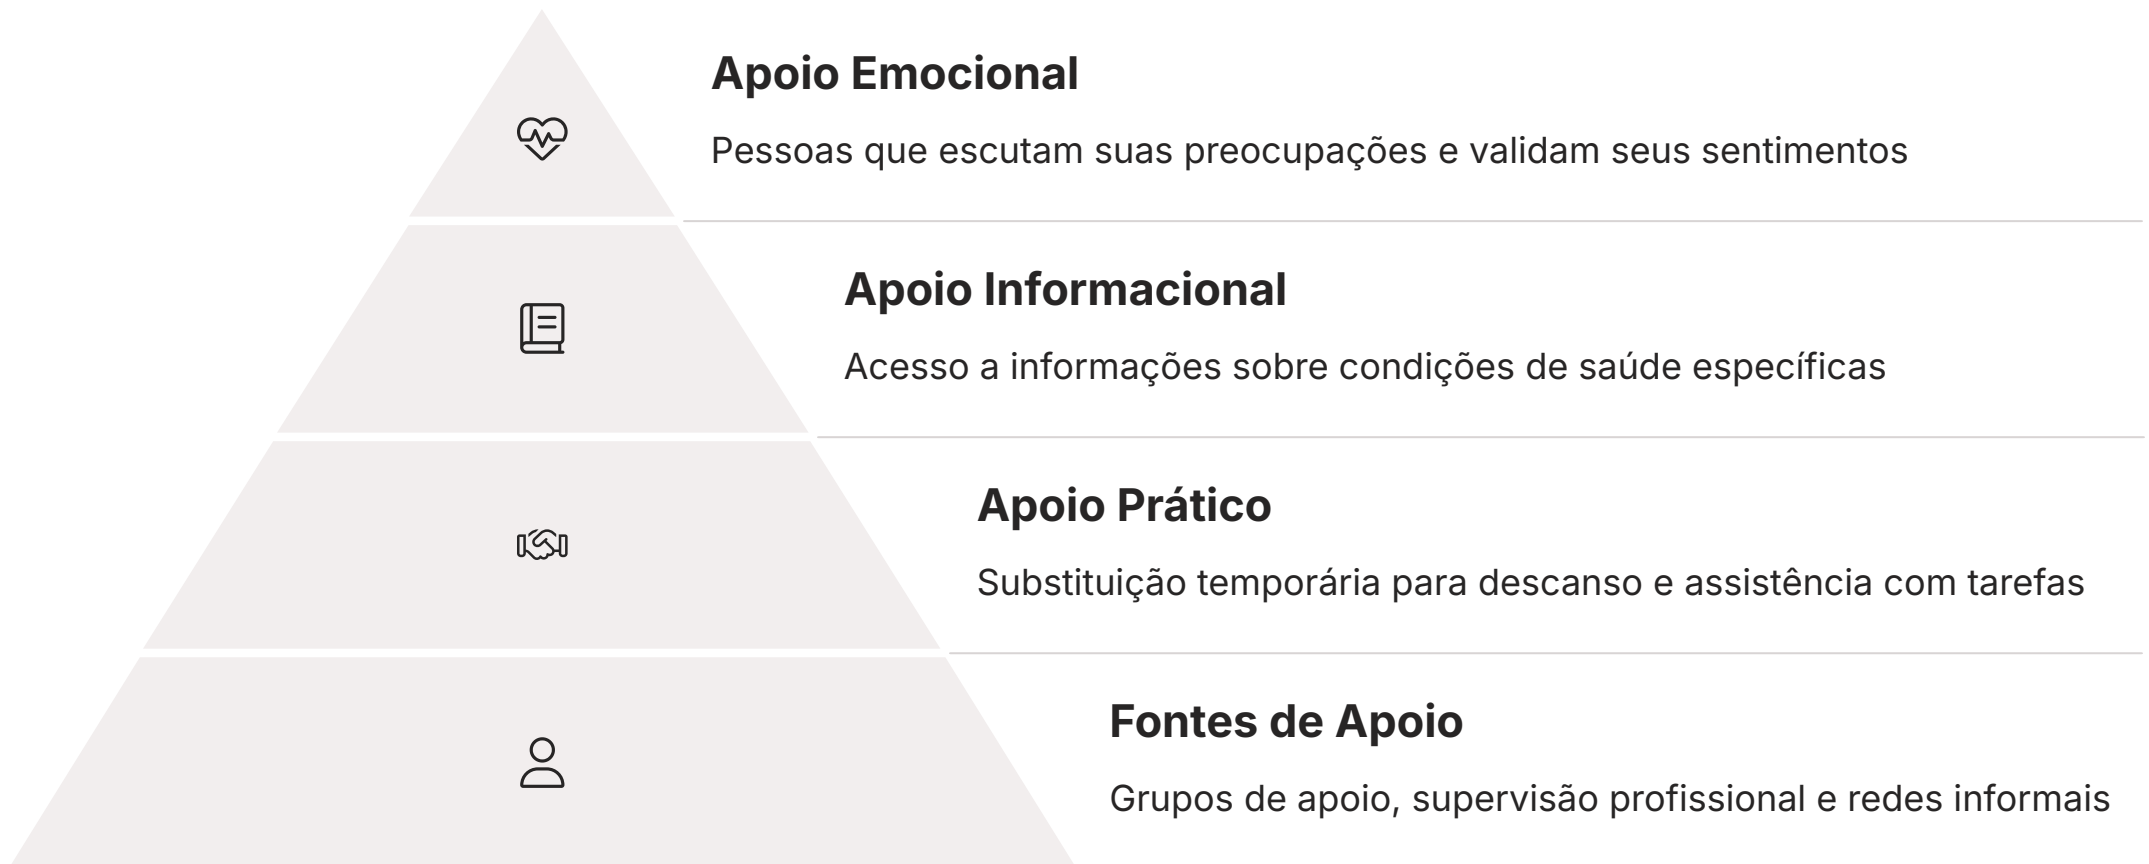 Apoio Emocional
Pessoas que escutam suas preocupações e validam seus sentimentos
Apoio Informacional
Acesso a informações sobre condições de saúde específicas
Apoio Prático
Substituição temporária para descanso e assistência com tarefas
Fontes de Apoio
Grupos de apoio, supervisão profissional e redes informais